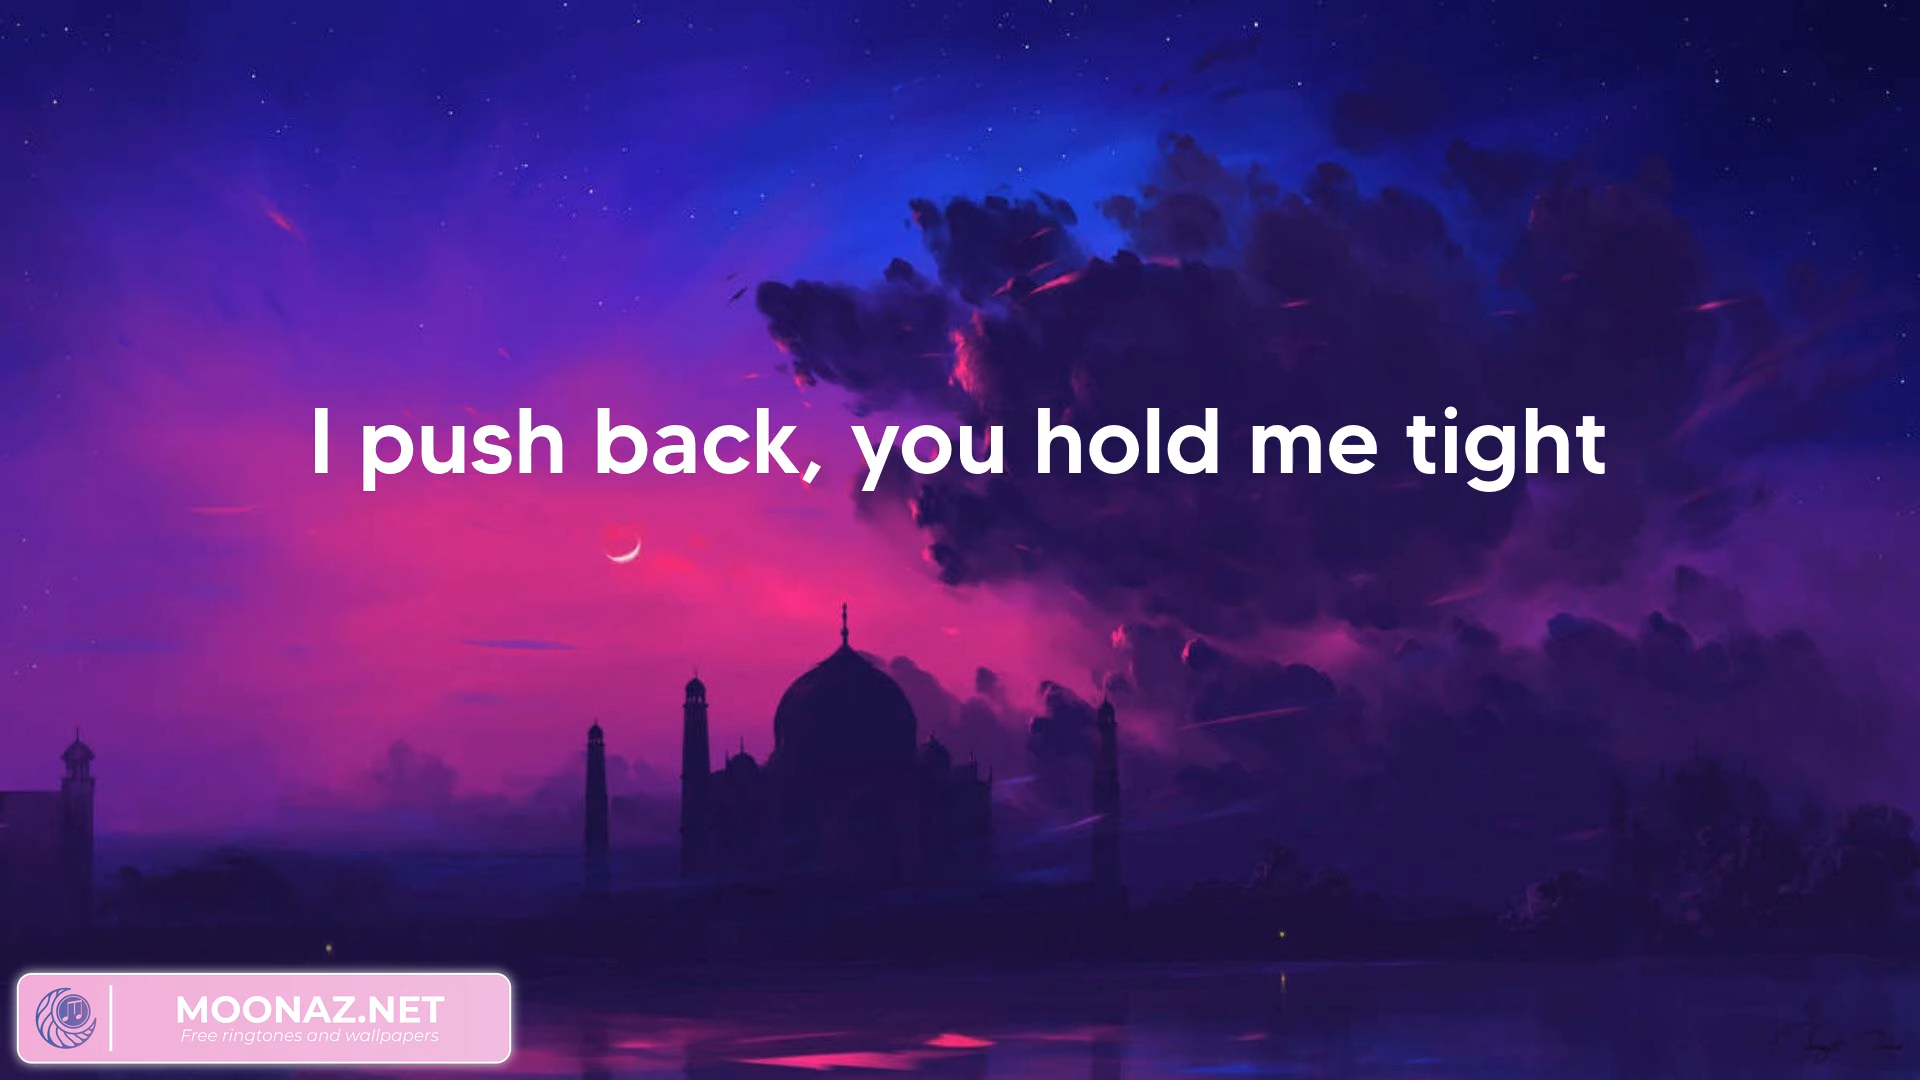 I push back, you hold me tight
MOONAZ.NET
Free ringtones and wallpapers